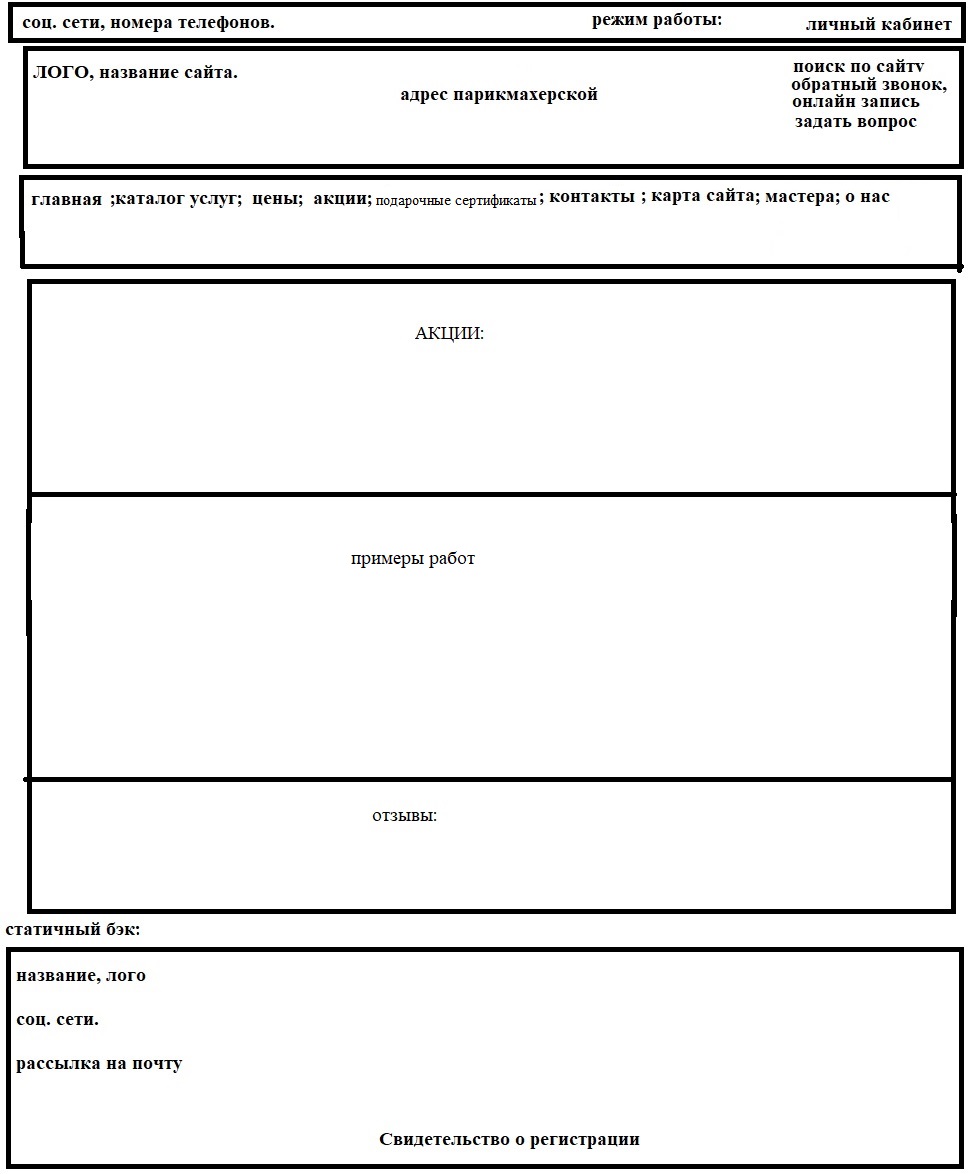 соц. сети, номера телефонов. режим работы: личный кабинет
ЛОГО, название сайта.
адрес парикмахерской
поиск по сайту
обратный звонок,
онлайн запись
задать вопрос
главная ;каталог услуг; цены; акции; подарочные сертификаты; контакты ; карта сайта; мастера; о нас
АКЦИИ:
примеры работ
отзывы:
статичный бэк:
название, лого
соц. сети.
рассылка на почту
Свидетельство о регистрации